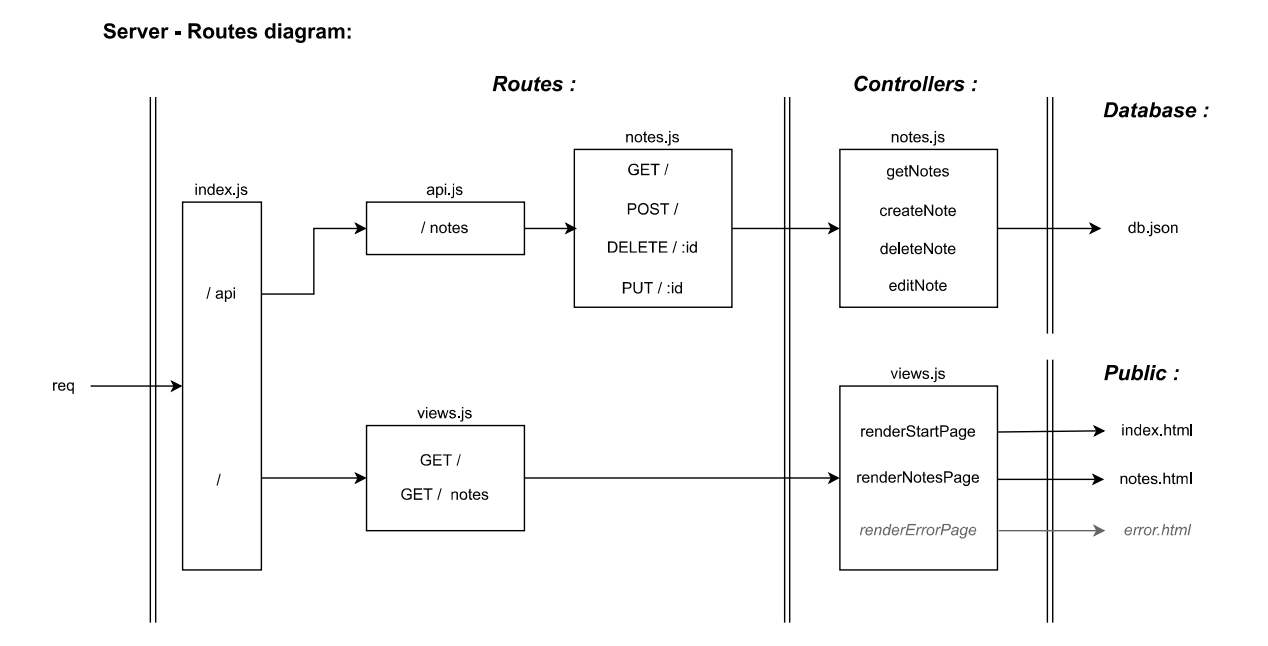 Server - Routes diagram:
Routes :
Controllers :
Database :
index.js
/ api
/
req
api.js
/ notes
notes.js
GET /
POST /
DELETE / :id
PUT / :id
notes.js
getNotes
createNote
deleteNote
editNote
db.json
views.js
GET /
GET / notes
views.js
renderStartPage
renderNotesPage
renderErrorPage
Public :
index.html
notes.html
error.html